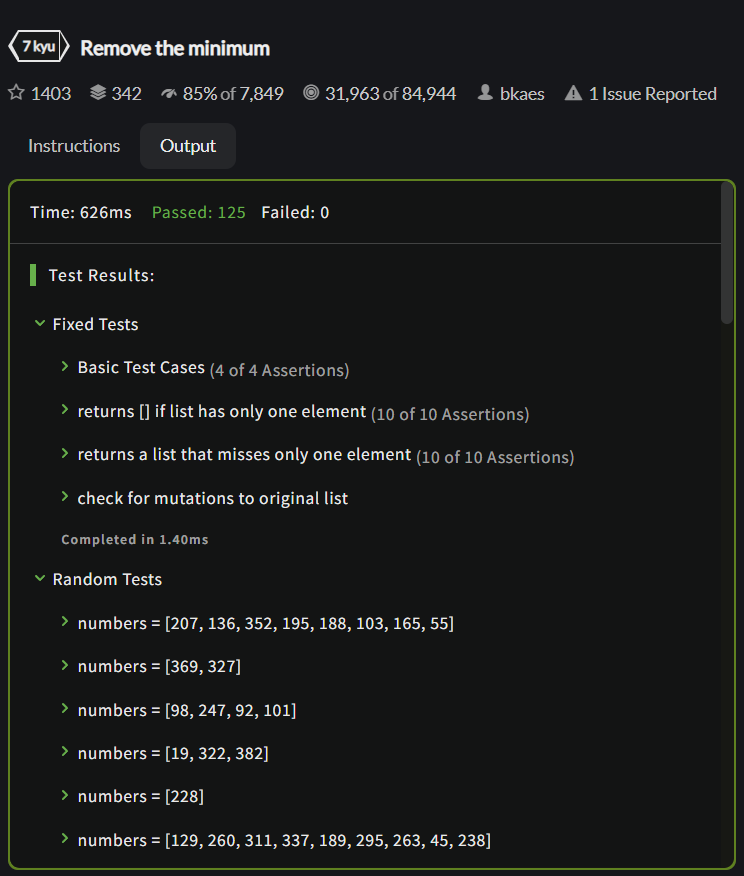 7 kyu Remove the minimum
1403 342 85% of 7,849 31,963 of 84,944 bkaes 1 Issue Reported
Instructions Output
Time: 626ms Passed: 125 Failed: 0
Test Results:
Fixed Tests
Basic Test Cases (4 of 4 Assertions)
returns [] if list has only one element (10 of 10 Assertions)
returns a list that misses only one element (10 of 10 Assertions)
check for mutations to original list
Completed in 1.40ms
Random Tests
numbers = [207, 136, 352, 195, 188, 103, 165, 55]
numbers = [369, 327]
numbers = [98, 247, 92, 101]
numbers = [19, 322, 382]
numbers = [228]
numbers = [129, 260, 311, 337, 189, 295, 263, 45, 238]